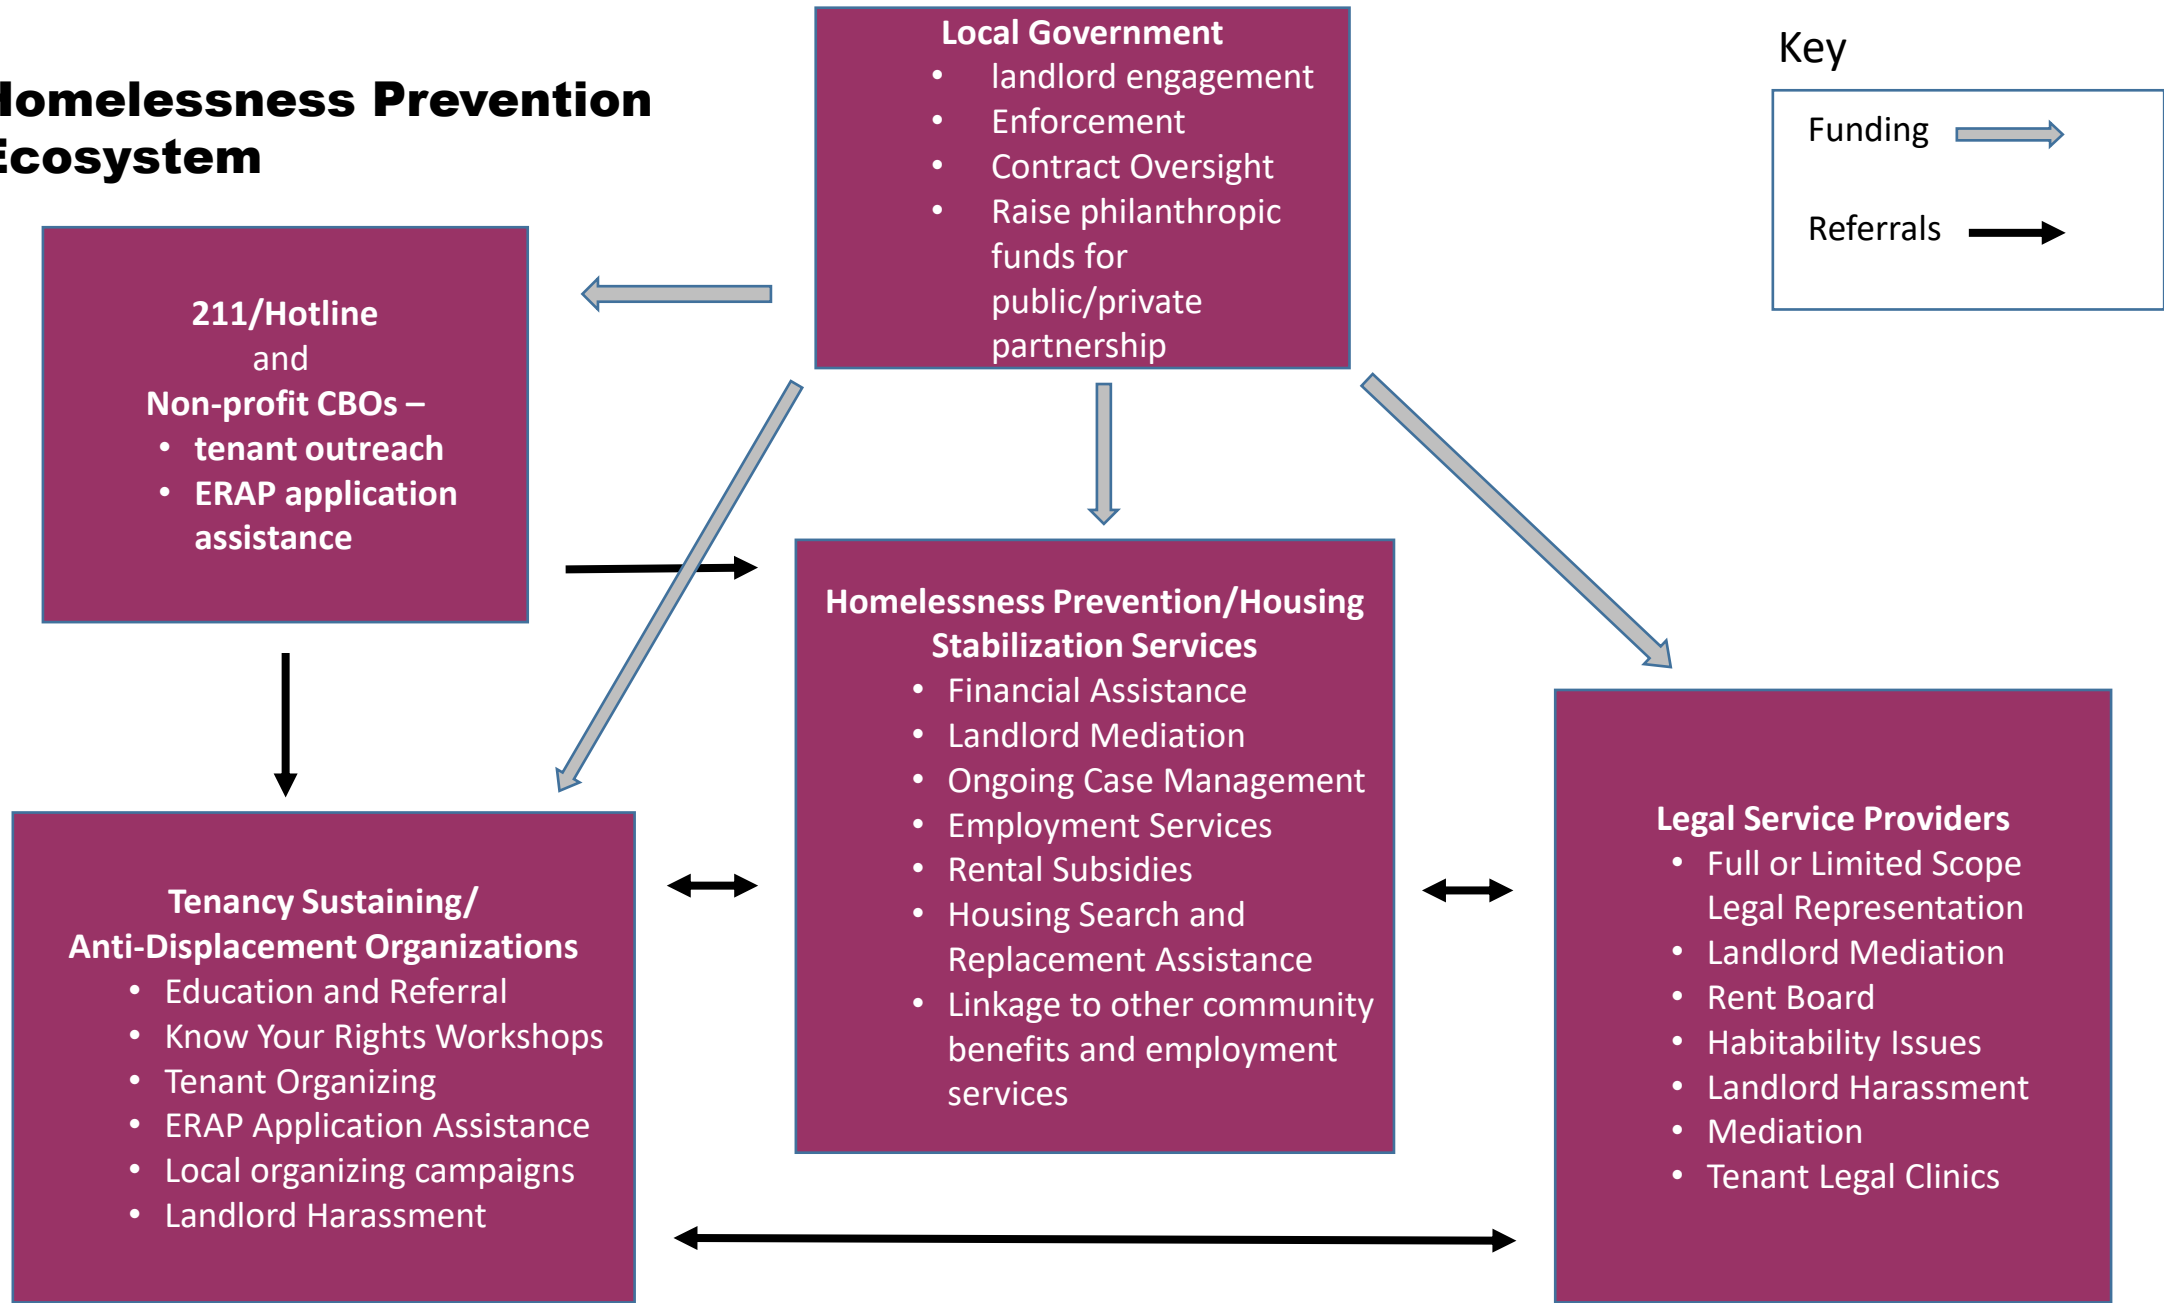 Homelessness Prevention
Ecosystem
Local Government
• landlord engagement
• Enforcement
• Contract Oversight
• Raise philanthropic
funds for
public/private
partnership
Key
Funding
Referrals
211/Hotline
and
Non-profit CBOs –
• tenant outreach
• ERAP application
assistance
Homelessness Prevention/Housing
Stabilization Services
• Financial Assistance
• Landlord Mediation
• Ongoing Case Management
• Employment Services
• Rental Subsidies
• Housing Search and
Replacement Assistance
• Linkage to other community
benefits and employment
services
Tenancy Sustaining/
Anti-Displacement Organizations
• Education and Referral
• Know Your Rights Workshops
• Tenant Organizing
• ERAP Application Assistance
• Local organizing campaigns
• Landlord Harassment
Legal Service Providers
• Full or Limited Scope
Legal Representation
• Landlord Mediation
• Rent Board
• Habitability Issues
• Landlord Harassment
• Mediation
• Tenant Legal Clinics